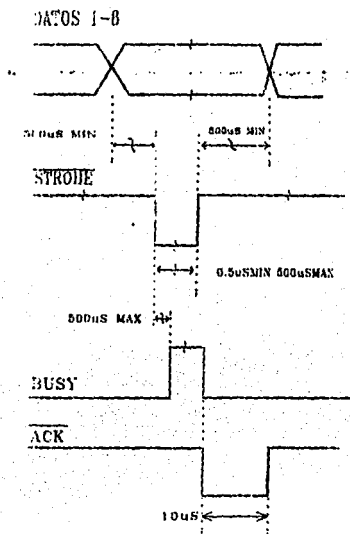 DATOS 1-8
500uS MIN
500uS MIN
STROBE
0.5uSMIN 500uSMAX
500uS MAX
BUSY
ACK
10uS